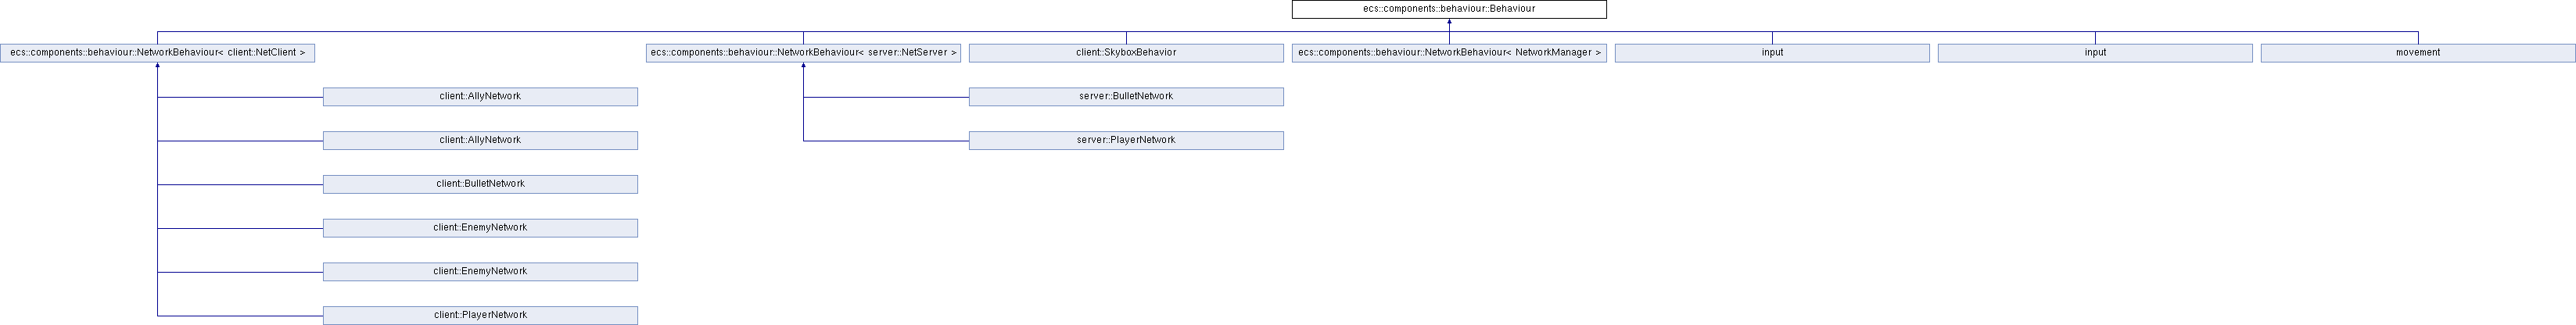 ecs::components::behaviour::Behaviour
ecs::components::behaviour::NetworkBehaviour< client::NetClient >
ecs::components::behaviour::NetworkBehaviour< server::NetServer >
client::SkyboxBehavior
ecs::components::behaviour::NetworkBehaviour< NetworkManager >
input
input
movement
client::AllyNetwork
server::BulletNetwork
client::AllyNetwork
server::PlayerNetwork
client::BulletNetwork
client::EnemyNetwork
client::EnemyNetwork
client::PlayerNetwork